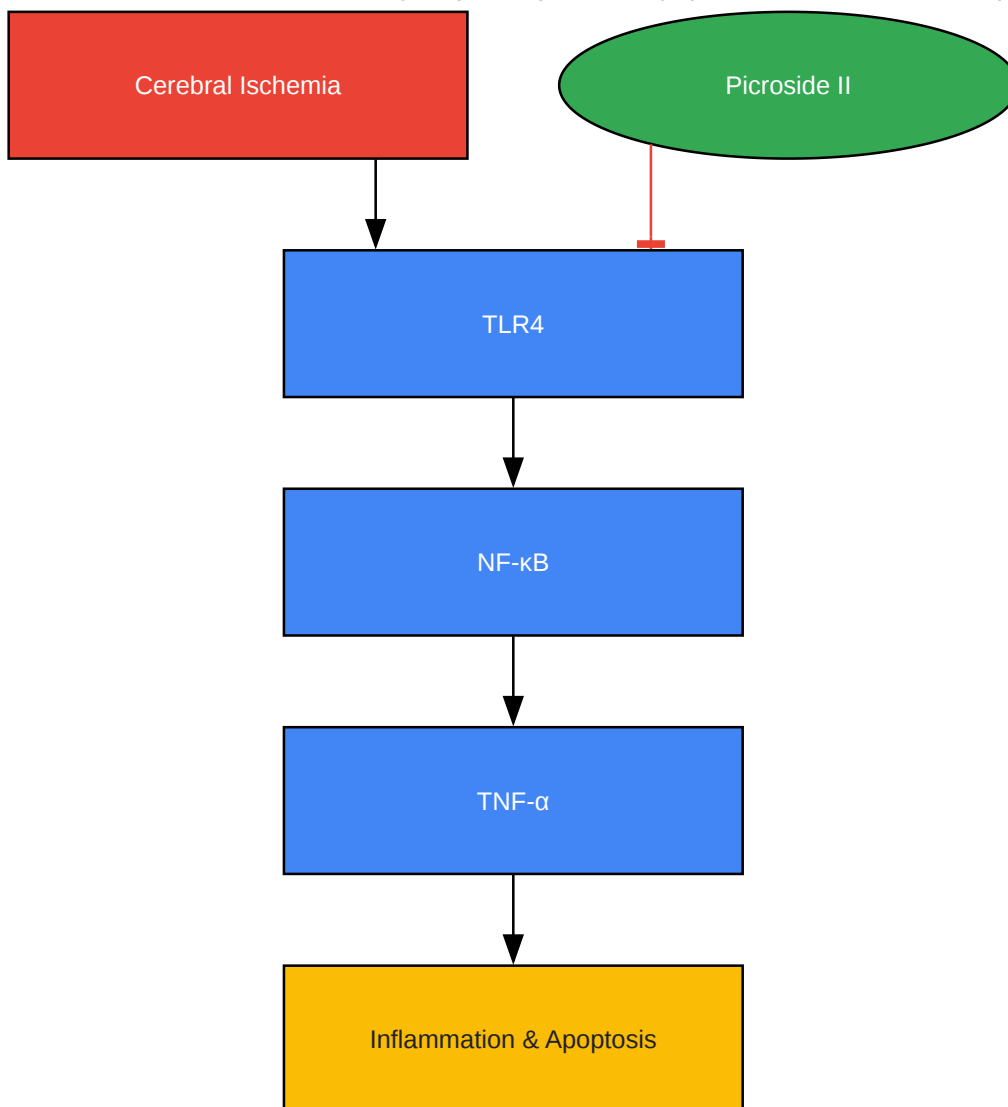 Cerebral Ischemia
Picroside II
TLR4
NF-κB
TNF-α
Inflammation & Apoptosis